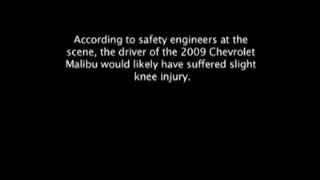 According to safety engineers at the
scene, the driver of the 2009 Chevrolet
Malibu would likely have suffered slight
knee injury.